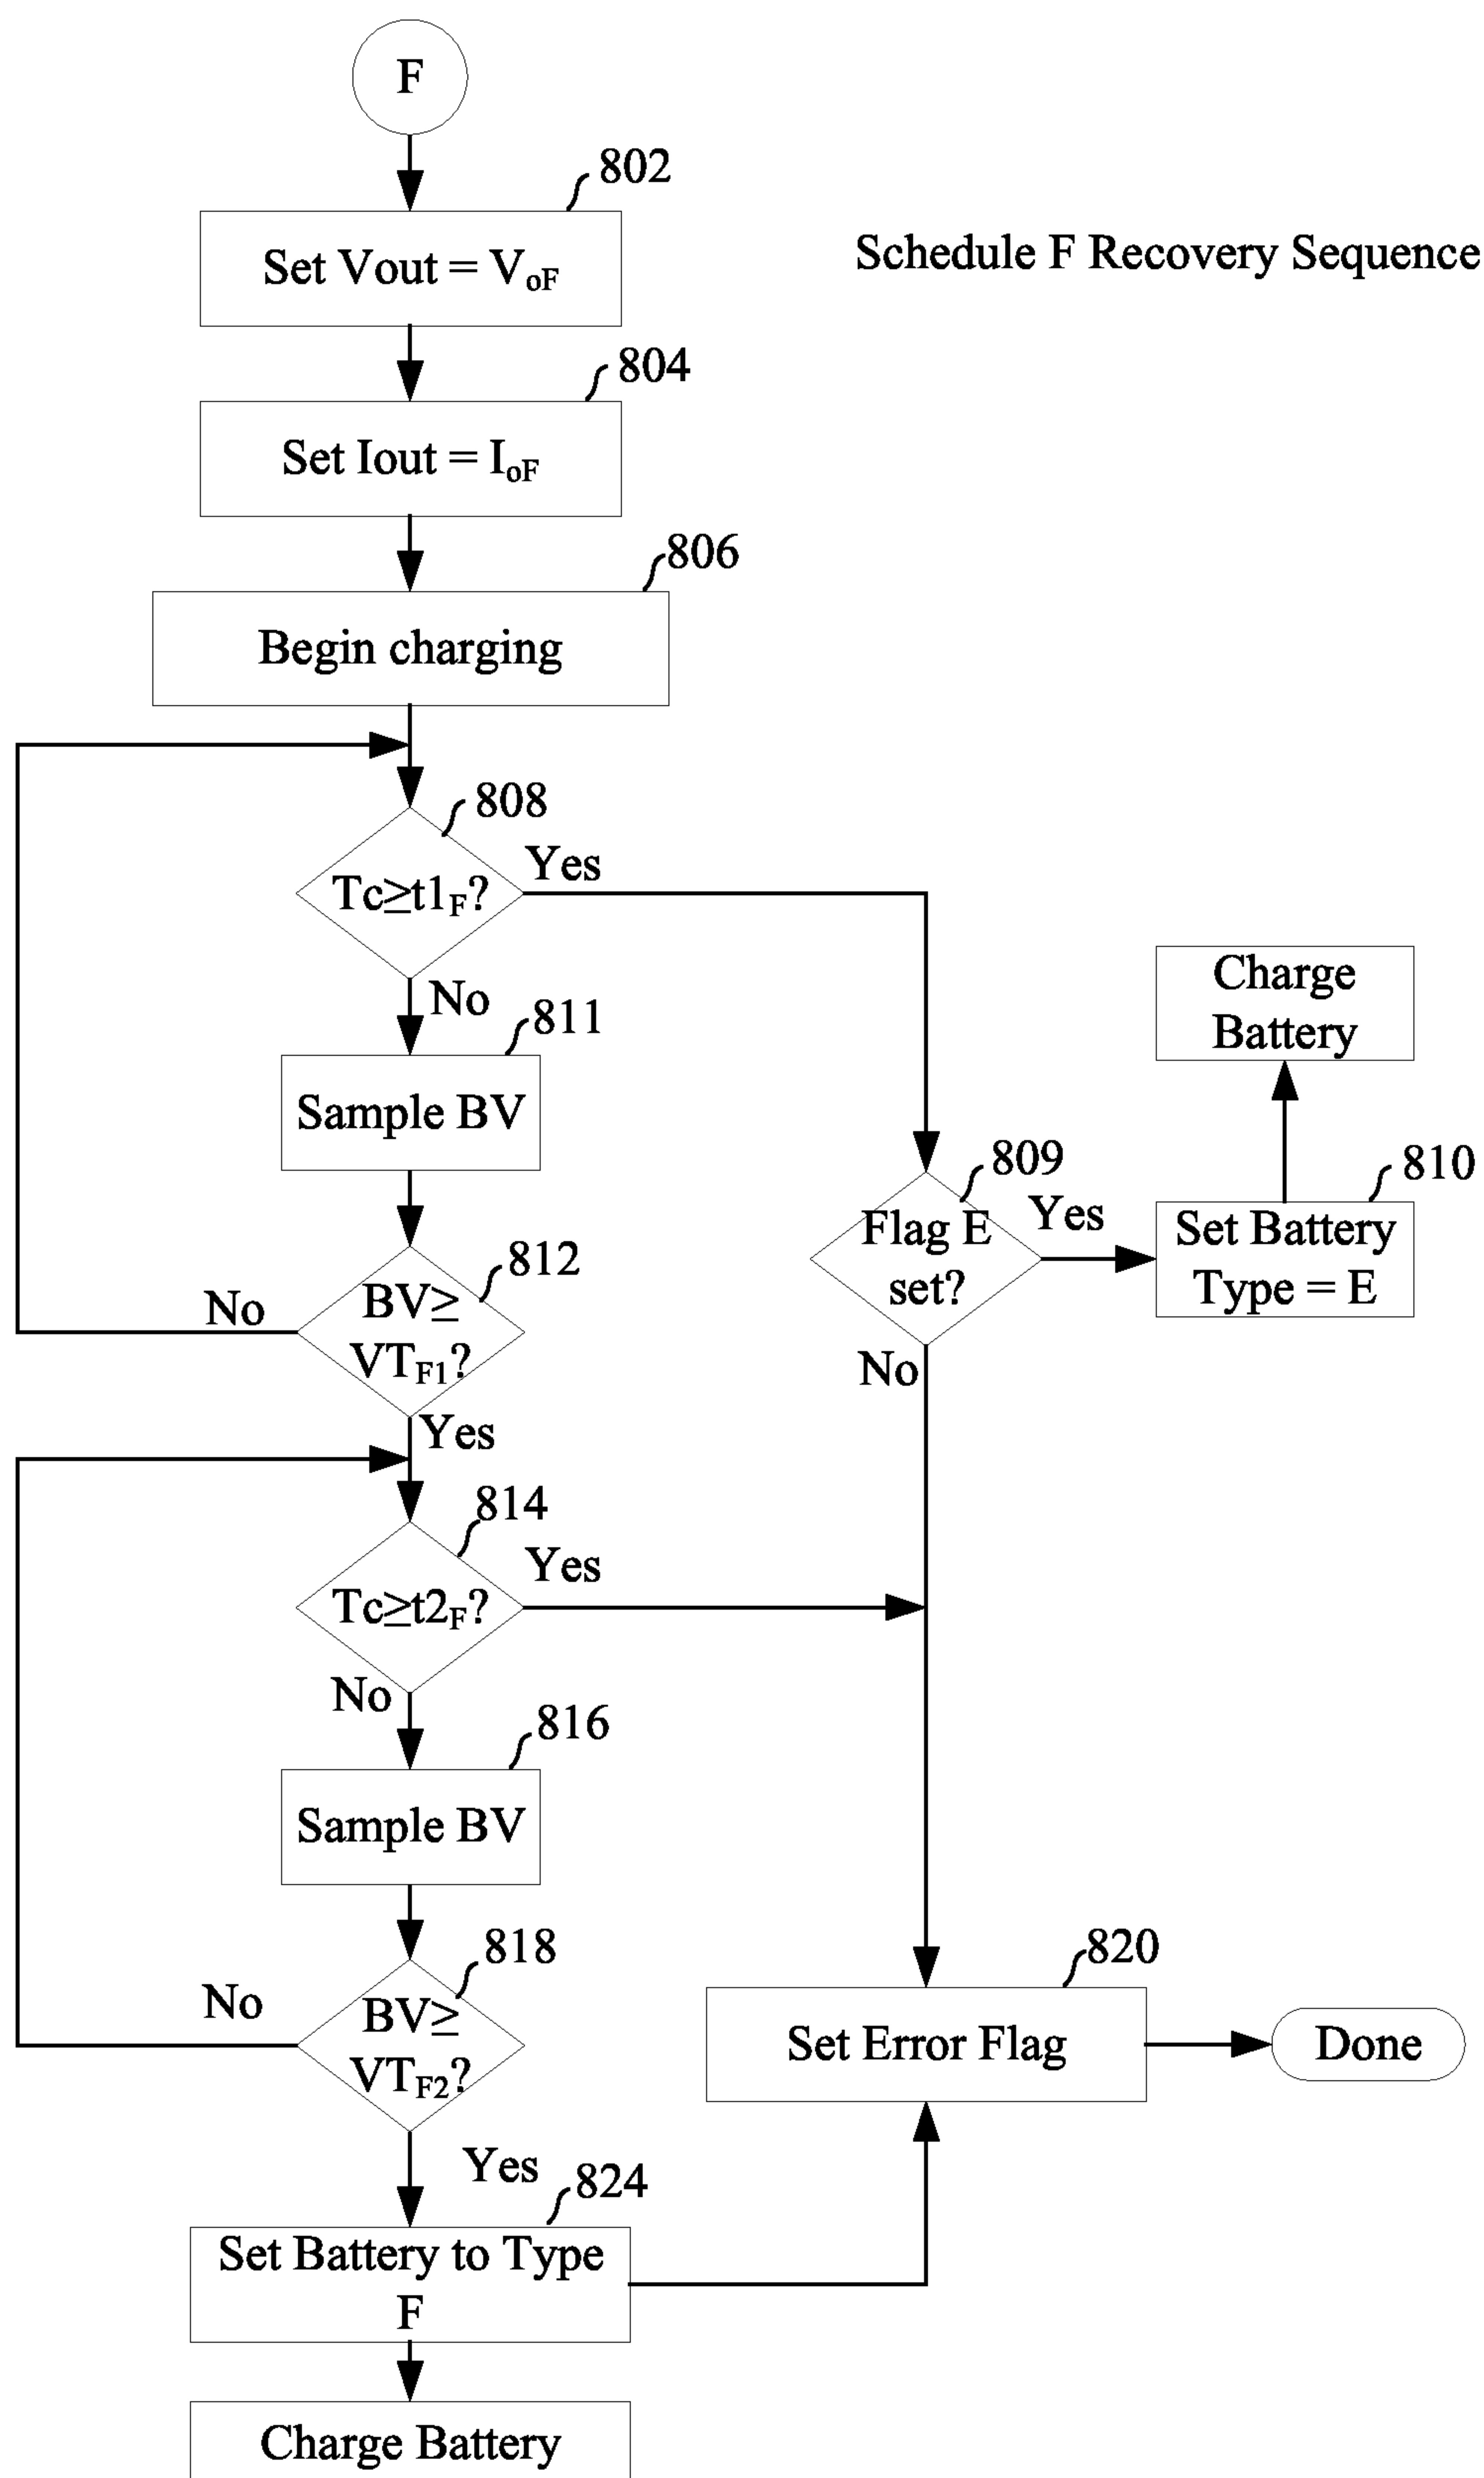 F
802
Set Vout = VoF
Schedule F Recovery Sequence
804
Set Iout = IoF
806
Begin charging
808
Tc≥t1F?
Yes
No
811
Sample BV
Charge
Battery
809
Flag E
set?
Yes
No
810
Set Battery
Type = E
812
BV≥
VTF1?
No
Yes
814
Tc≥t2F?
Yes
No
816
Sample BV
818
BV≥
VTF2?
No
Yes
820
Set Error Flag
Done
824
Set Battery to Type
F
Charge Battery